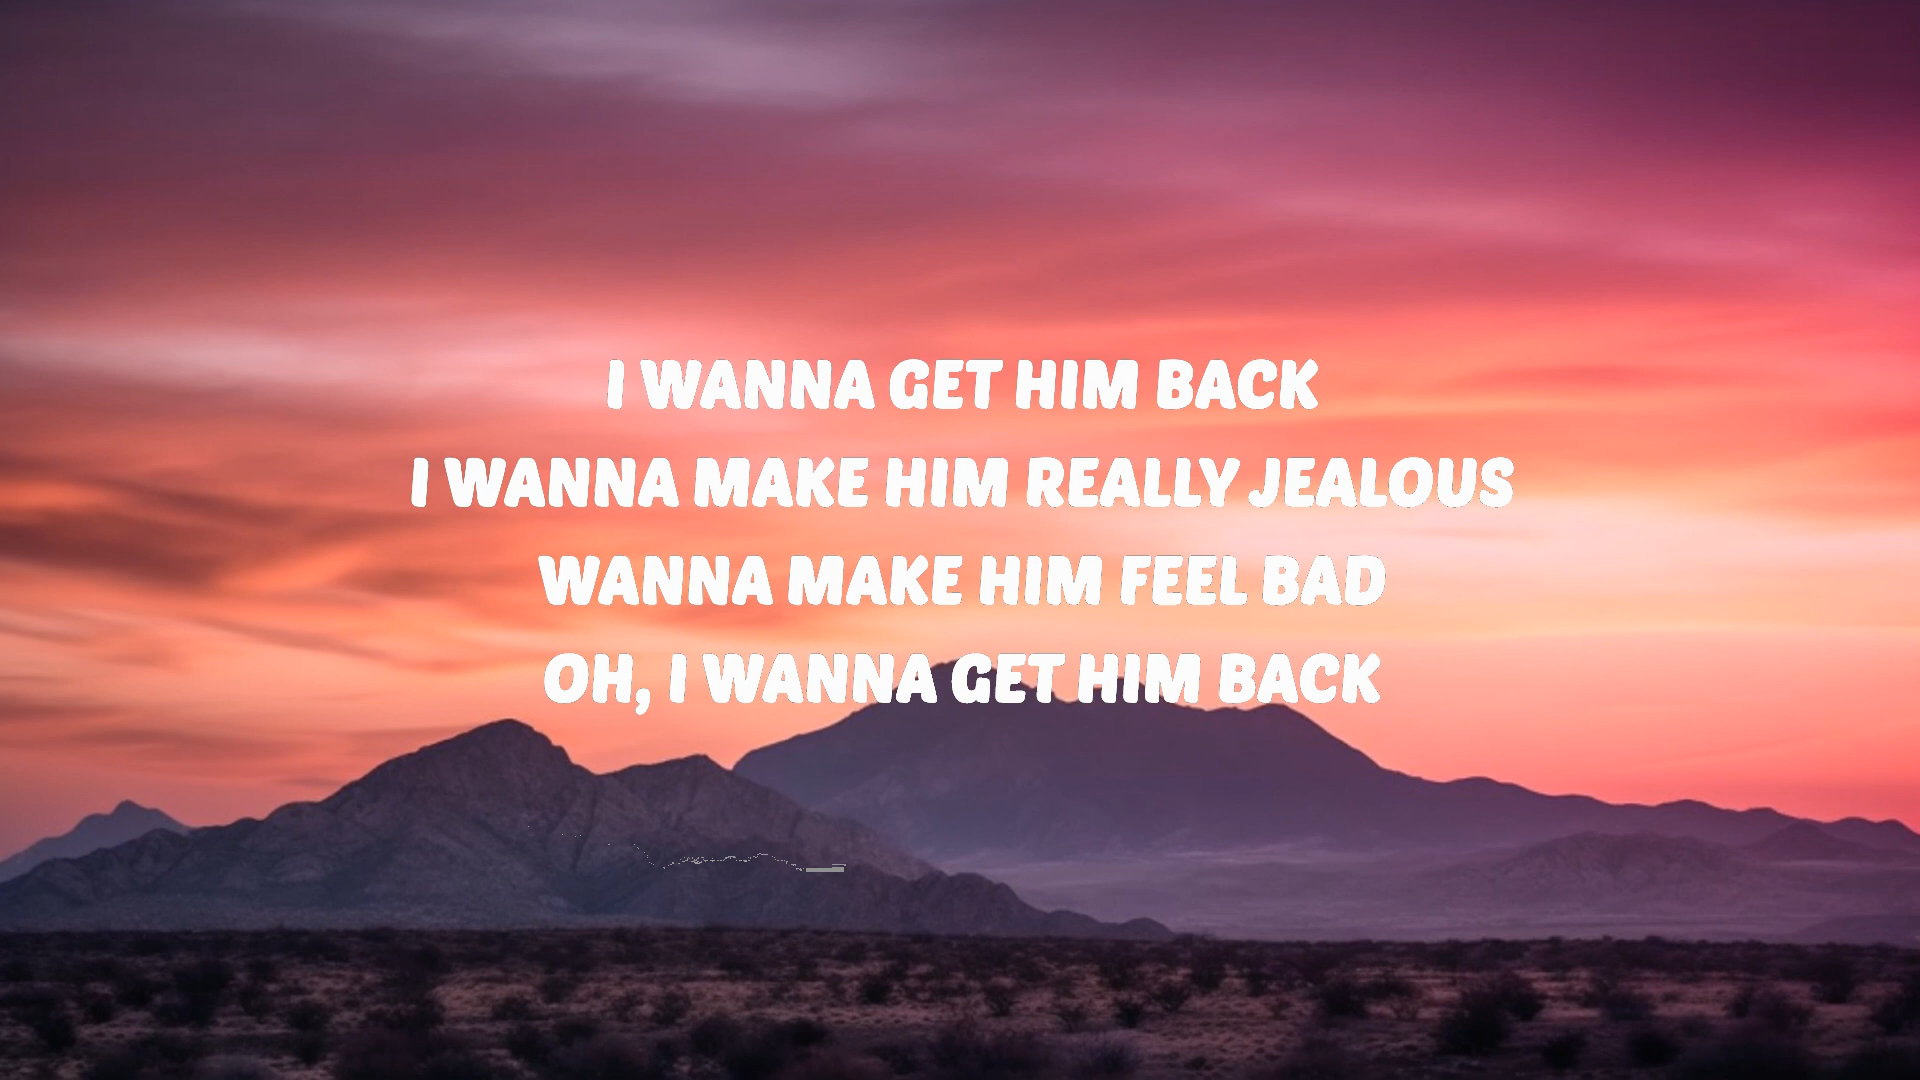 I WANNA GET HIM BACK
I WANNA MAKE HIM REALLY JEALOUS
WANNA MAKE HIM FEEL BAD
OH, I WANNA GET HIM BACK